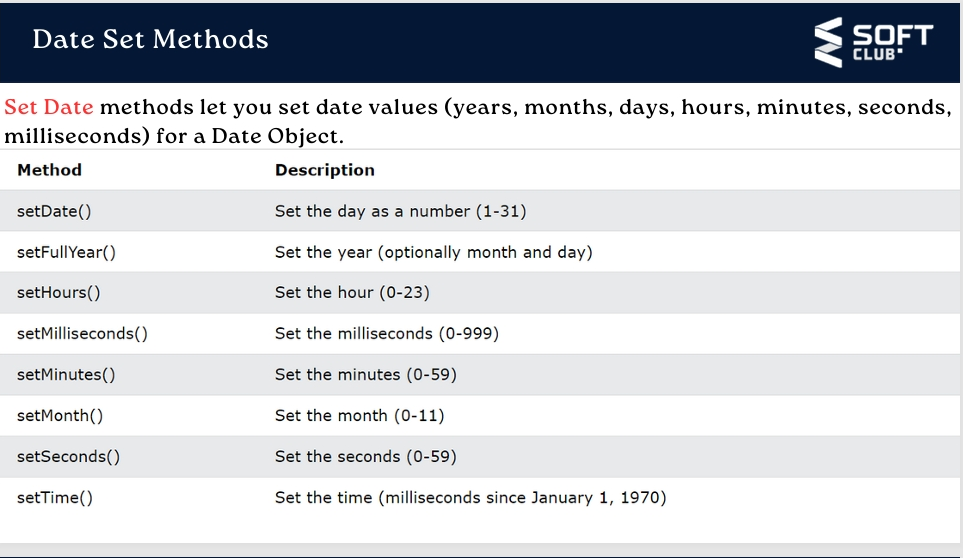 Date Set Methods
SOFT
CLUB
Set Date methods let you set date values (years, months, days, hours, minutes, seconds,
milliseconds) for a Date Object.
Method Description
setDate() Set the day as a number (1-31)
setFullYear() Set the year (optionally month and day)
setHours() Set the hour (0-23)
setMilliseconds() Set the milliseconds (0-999)
setMinutes() Set the minutes (0-59)
setMonth() Set the month (0-11)
setSeconds() Set the seconds (0-59)
setTime() Set the time (milliseconds since January 1, 1970)